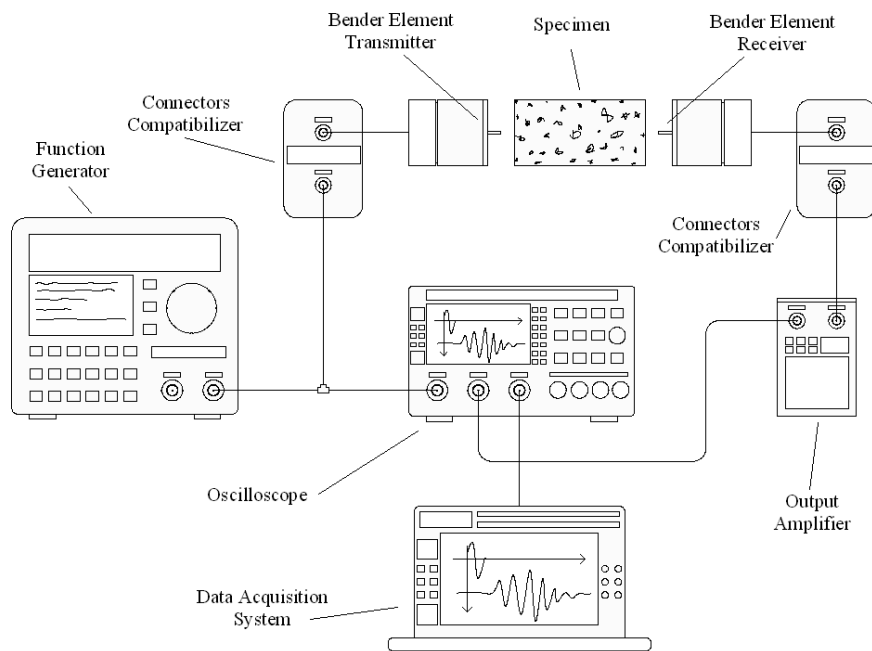 Bender Element
Transmitter
Specimen
Bender Element
Receiver
Connectors
Compatibilizer
Function
Generator
Connectors
Compatibilizer
Oscilloscope
Output
Amplifier
Data Acquisition
System